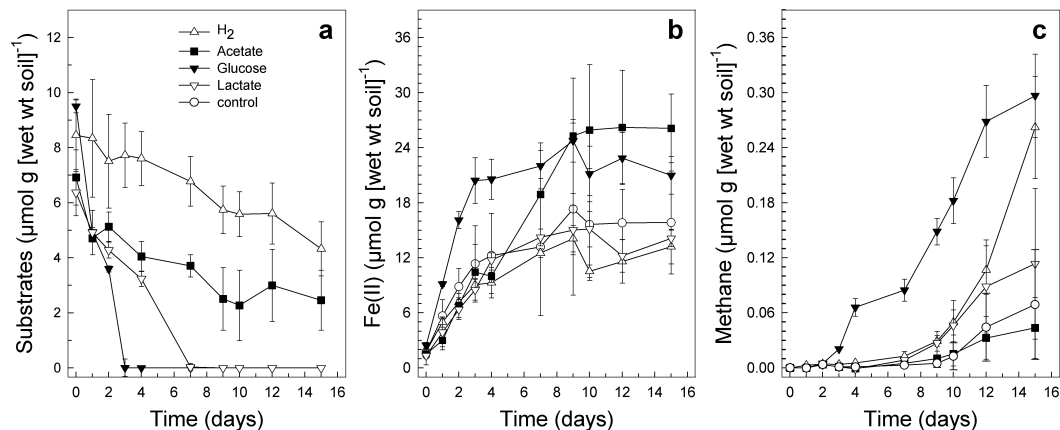 a
12
10
8
6
4
2
0
0 2 4 6 8 10 12 14 16
Substrates (µmol g [wet wt soil]⁻¹)
Time (days)
H₂
Acetate
Glucose
Lactate
control
b
36
30
24
18
12
6
0
0 2 4 6 8 10 12 14 16
Fe(II) (µmol g [wet wt soil]⁻¹)
Time (days)
c
0.36
0.30
0.24
0.18
0.12
0.06
0.00
0 2 4 6 8 10 12 14 16
Methane (µmol g [wet wt soil]⁻¹)
Time (days)